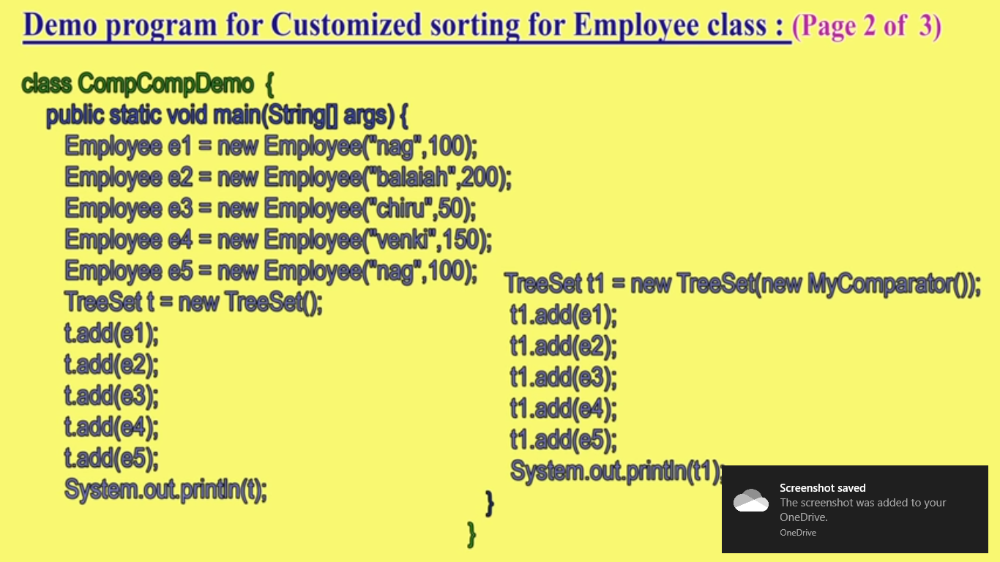 Demo program for Customized sorting for Employee class : (Page 2 of 3)
class CompCompDemo {
public static void main(String[] args) {
Employee e1 = new Employee("nag",100);
Employee e2 = new Employee("balaiah",200);
Employee e3 = new Employee("chiru",50);
Employee e4 = new Employee("venki",150);
Employee e5 = new Employee("nag",100);
TreeSet t = new TreeSet();
t.add(e1);
t.add(e2);
t.add(e3);
t.add(e4);
t.add(e5);
System.out.println(t);
TreeSet t1 = new TreeSet(new MyComparator());
t1.add(e1);
t1.add(e2);
t1.add(e3);
t1.add(e4);
t1.add(e5);
System.out.println(t1);
}
}
Screenshot saved
The screenshot was added to your
OneDrive.
OneDrive